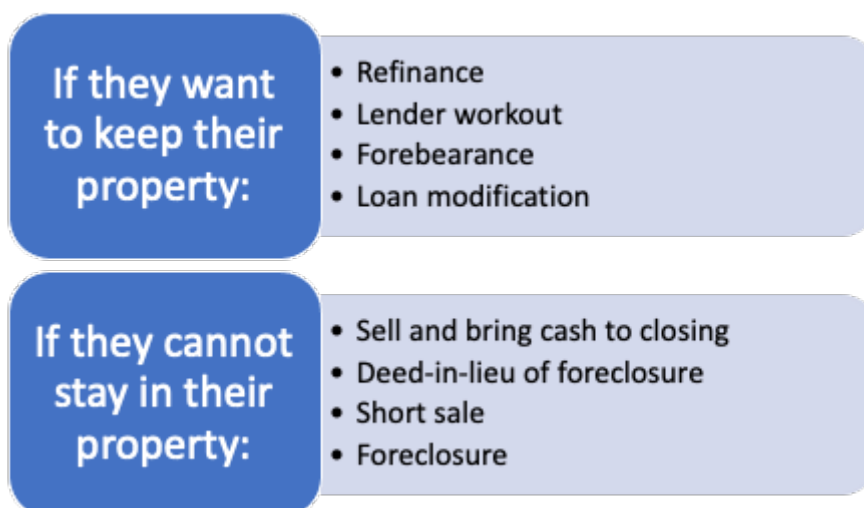 If they want
to keep their
property:
• Refinance
• Lender workout
• Forebearance
• Loan modification
If they cannot
stay in their
property:
• Sell and bring cash to closing
• Deed-in-lieu of foreclosure
• Short sale
• Foreclosure